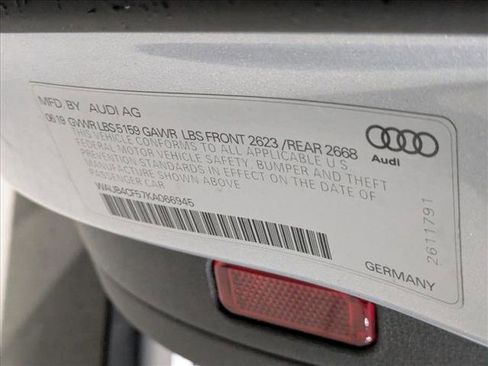 MFD. BY AUDI AG
06 19 GVWR LBS 5159 GAWR LBS FRONT 2623 / REAR 2668
THIS VEHICLE CONFORMS TO ALL APPLICABLE U.S.
FEDERAL MOTOR VEHICLE SAFETY, BUMPER AND THEFT
PREVENTION STANDARDS IN EFFECT ON THE DATE OF
MANUFACTURE SHOWN ABOVE
PASSENGER CAR
WAUB4CF57KA066945
Audi
2611791
GERMANY